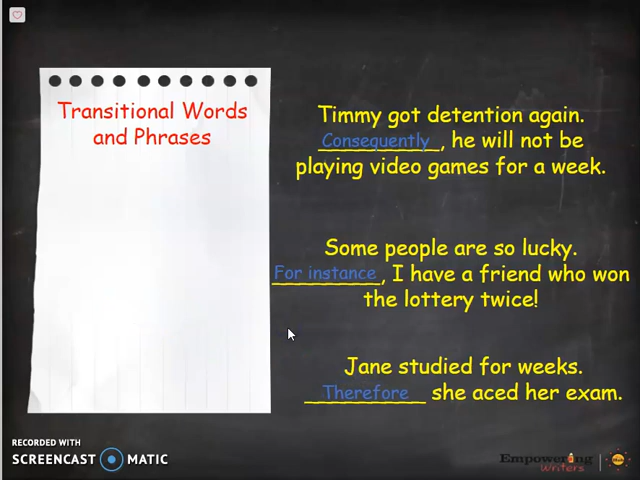 Transitional Words
and Phrases
Timmy got detention again.
Consequently, he will not be
playing video games for a week.
Some people are so lucky.
For instance, I have a friend who won
the lottery twice!
Jane studied for weeks.
Therefore she aced her exam.
RECORDED WITH
SCREENCAST MATIC
Empowering
Writers